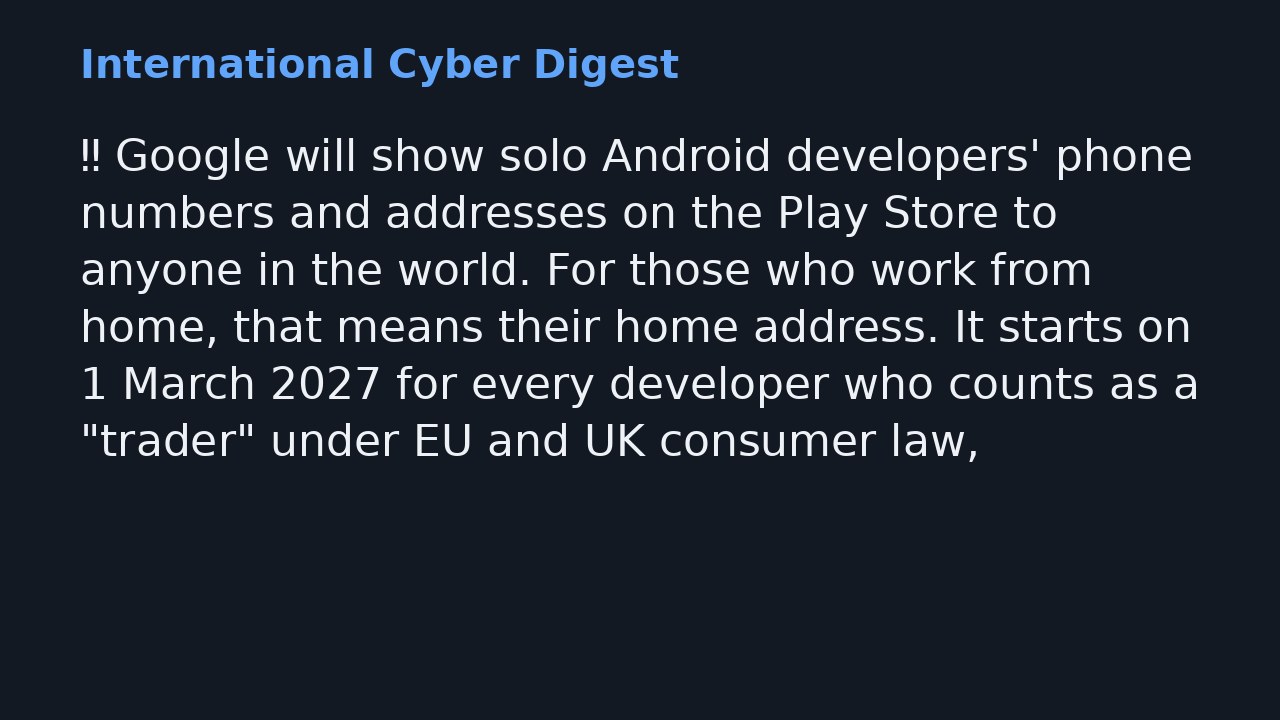 International Cyber Digest
‼ Google will show solo Android developers' phone
numbers and addresses on the Play Store to
anyone in the world. For those who work from
home, that means their home address. It starts on
1 March 2027 for every developer who counts as a
"trader" under EU and UK consumer law,